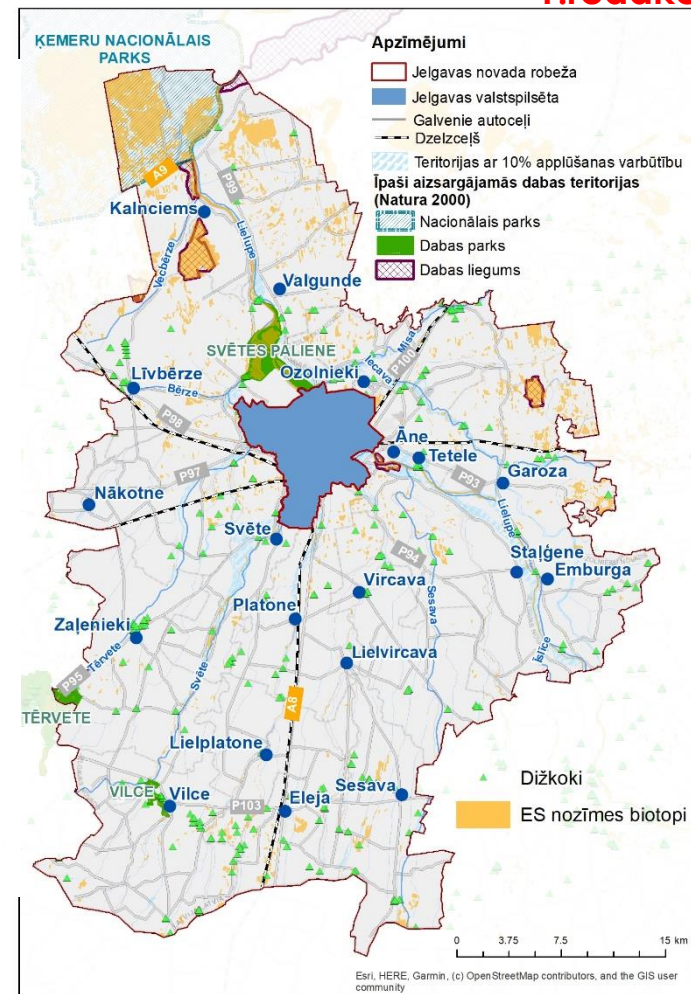 ĶEMERU NACIONĀLAIS
PARKS
Apzīmējumi
Jelgavas novada robeža
Jelgavas valstspilsēta
Galvenie autoceļi
Dzelzceļš
Teritorijas ar 10% applūšanas varbūtību
Īpaši aizsargājamās dabas teritorijas
(Natura 2000)
Nacionālais parks
Dabas parks
Dabas liegums
A9
P99
Kalnciems
Vecbērze
Lielupe
Valgunde
SVĒTES PALIENE
Misa
Iecava
P100
Līvbērze
Bērze
Ozolnieki
P98
Āne
Tetele
P97
P93
Garoza
Nākotne
Lielupe
Svēte
P94
Staļģene
Emburga
Vircava
Sesava
Platone
Zaļenieki
Tērvete
Lielvircava
Īslīce
Svēte
P95
TĒRVETE
A8
Lielplatone
Dižkoki
VILCE
Vilce
P103
Eleja
Sesava
ES nozīmes biotopi
0 3.75 7.5 15 km
Esri, HERE, Garmin, (c) OpenStreetMap contributors, and the GIS user
community